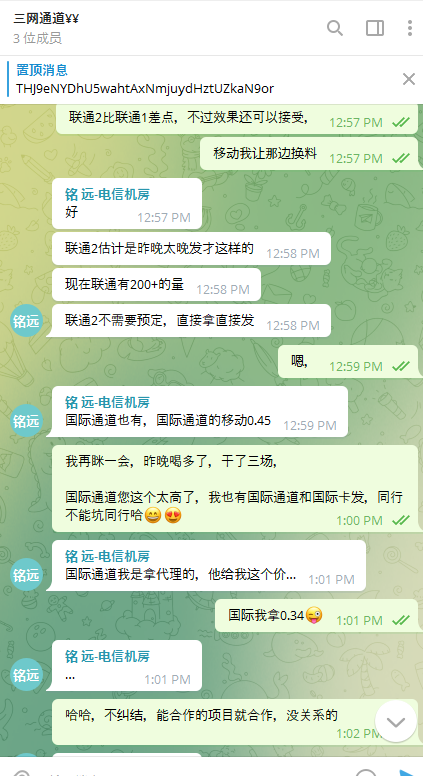 三网通道¥¥
3 位成员
置顶消息
THJ9eNYDhU5wahtAxNmjuydHztUZkaN9or
联通2比联通1差点，不过效果还可以接受， 12:57 PM
移动我让那边换料 12:57 PM
铭 远-电信机房
好 12:57 PM
联通2估计是昨晚太晚发才这样的 12:58 PM
现在联通有200+的量 12:58 PM
铭远
联通2不需要预定，直接拿直接发 12:58 PM
嗯， 12:59 PM
铭 远-电信机房
铭远
国际通道也有，国际通道的移动0.45 12:59 PM
我再眯一会，昨晚喝多了，干了三场，
国际通道您这个太高了，我也有国际通道和国际卡发，同行
不能坑同行哈😄😍
1:00 PM
铭 远-电信机房
铭远
国际通道我是拿代理的，他给我这个价... 1:01 PM
国际我拿0.34😜 1:01 PM
铭 远-电信机房
铭远
... 1:01 PM
哈哈，不纠结，能合作的项目就合作，没关系的
1:02 PM